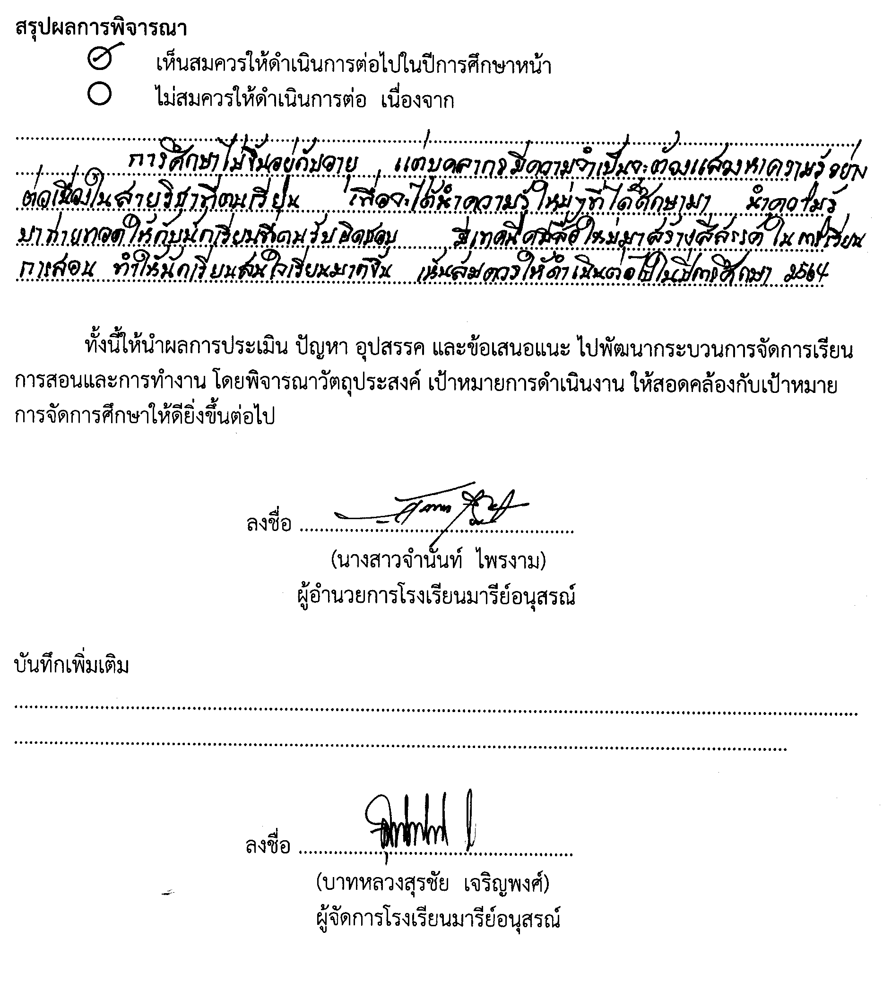 สรุปผลการพิจารณา
เห็นสมควรให้ดำเนินการต่อไปในปีการศึกษาหน้า
ไม่สมควรให้ดำเนินการต่อ เนื่องจาก
การศึกษาไม่ขึ้นอยู่กับอายุ แต่บุคลากรมีความจำเป็นจะต้องแสวงหาความรู้อย่าง
ต่อเนื่องในสายวิชาที่ตนเรียน เพื่อจะได้นำความรู้ใหม่ๆที่ได้ศึกษามา นำความรู้
มาถ่ายทอดให้กับนักเรียนที่ตนรับผิดชอบ มีเทคนิคมีสื่อใหม่มาสร้างสีสรรค์ในการเรียน
การสอน ทำให้นักเรียนสนใจเรียนมากขึ้น เห็นสมควรให้ดำเนินต่อไปในปีการศึกษา 2564
ทั้งนี้ให้นำผลการประเมิน ปัญหา อุปสรรค และข้อเสนอแนะ ไปพัฒนากระบวนการจัดการเรียน
การสอนและการทำงาน โดยพิจารณาวัตถุประสงค์ เป้าหมายการดำเนินงาน ให้สอดคล้องกับเป้าหมาย
การจัดการศึกษาให้ดียิ่งขึ้นต่อไป
ลงชื่อ
(นางสาวจำนันท์ ไพรงาม)
ผู้อำนวยการโรงเรียนมารีย์อนุสรณ์
บันทึกเพิ่มเติม
ลงชื่อ
(บาทหลวงสุรชัย เจริญพงศ์)
ผู้จัดการโรงเรียนมารีย์อนุสรณ์